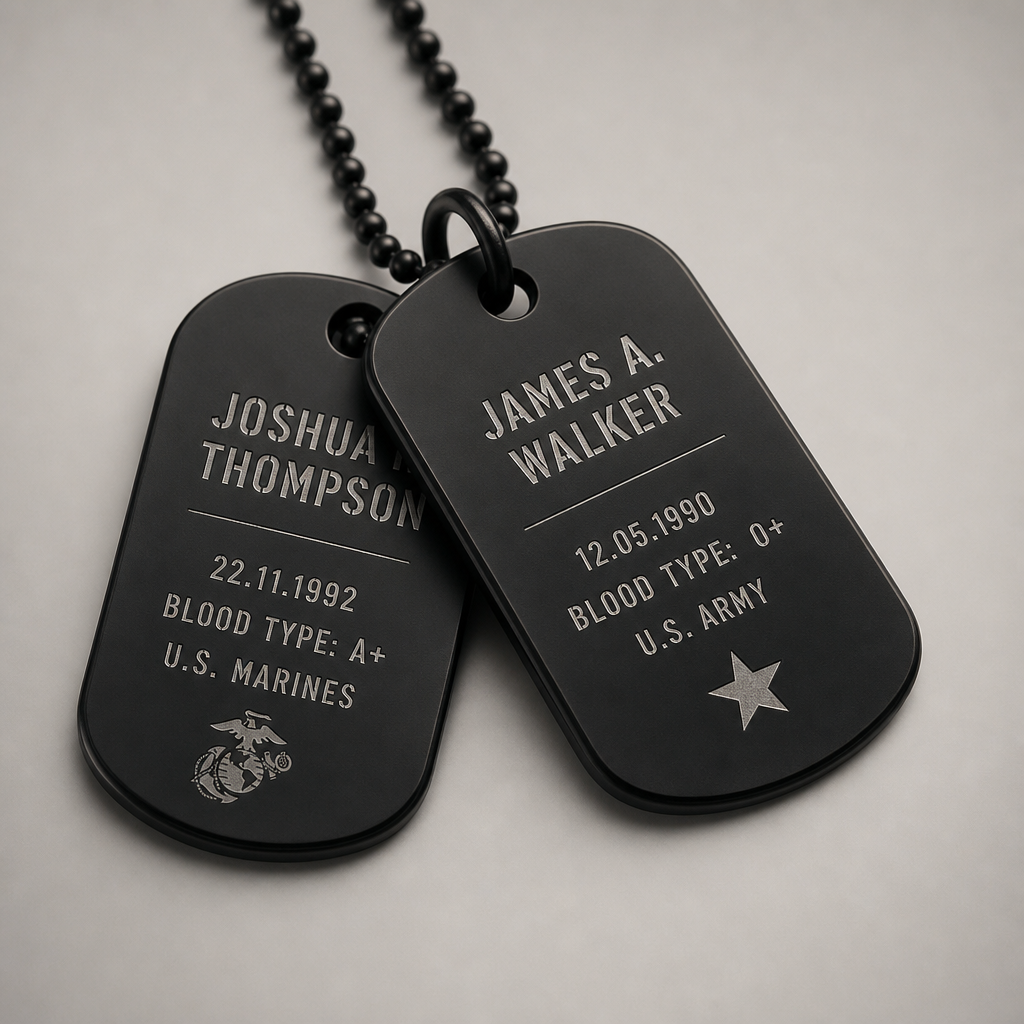 JOSHUA
THOMPSON
22.11.1992
BLOOD TYPE: A+
U.S. MARINES
JAMES A.
WALKER
12.05.1990
BLOOD TYPE: O+
U.S. ARMY